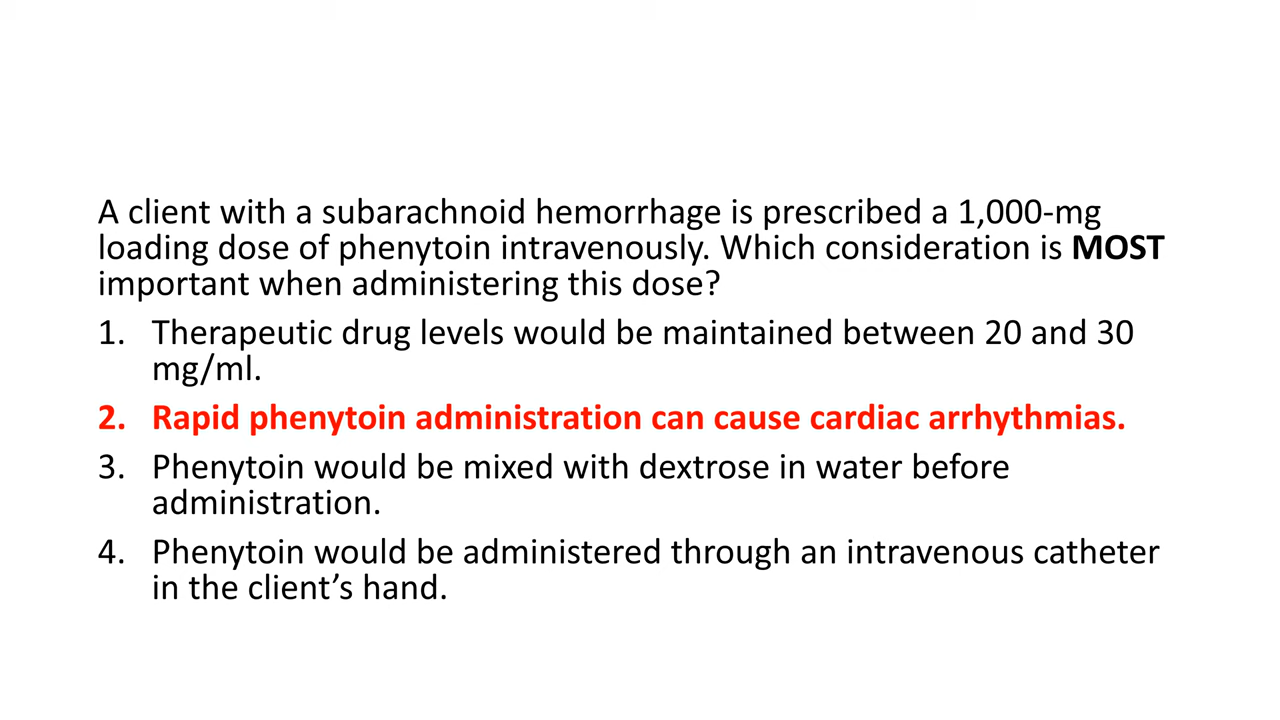 A client with a subarachnoid hemorrhage is prescribed a 1,000-mg
loading dose of phenytoin intravenously. Which consideration is MOST
important when administering this dose?
1. Therapeutic drug levels would be maintained between 20 and 30
mg/ml.
2. Rapid phenytoin administration can cause cardiac arrhythmias.
3. Phenytoin would be mixed with dextrose in water before
administration.
4. Phenytoin would be administered through an intravenous catheter
in the client’s hand.